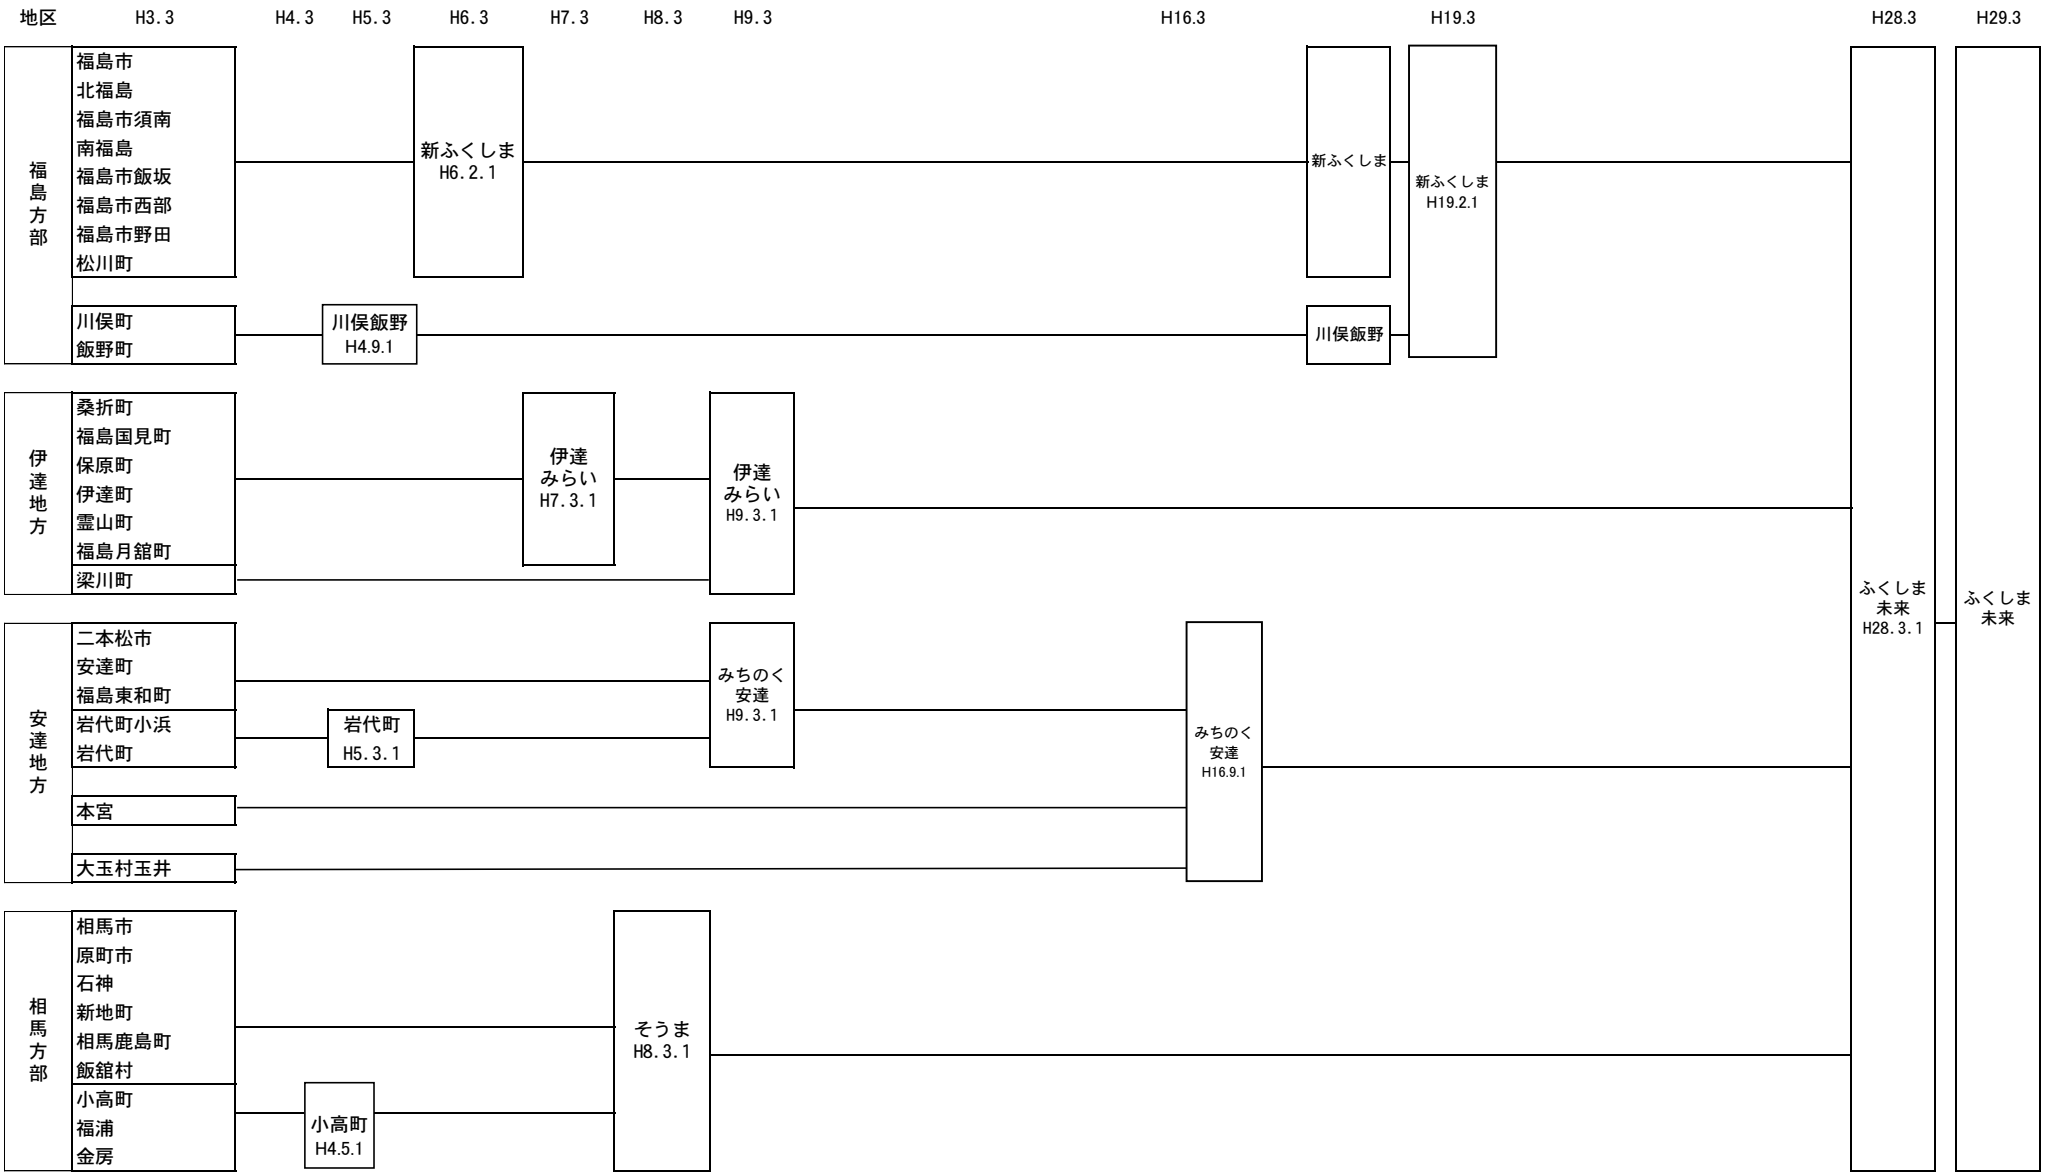 地区 H3.3 H4.3 H5.3 H6.3 H7.3 H8.3 H9.3 H16.3 H19.3 H28.3 H29.3
福島方部
福島市
北福島
福島市須南
南福島
福島市飯坂
福島市西部
福島市野田
松川町
新ふくしま
H6.2.1
新ふくしま
新ふくしま
H19.2.1
川俣町
飯野町
川俣飯野
H4.9.1
川俣飯野
伊達地方
桑折町
福島国見町
保原町
伊達町
霊山町
福島月舘町
梁川町
伊達
みらい
H7.3.1
伊達
みらい
H9.3.1
安達地方
二本松市
安達町
福島東和町
岩代町小浜
岩代町
本宮
大玉村玉井
岩代町
H5.3.1
みちのく
安達
H9.3.1
みちのく
安達
H16.9.1
相馬方部
相馬市
原町市
石神
新地町
相馬鹿島町
飯舘村
小高町
福浦
金房
小高町
H4.5.1
そうま
H8.3.1
ふくしま
未来
H28.3.1
ふくしま
未来